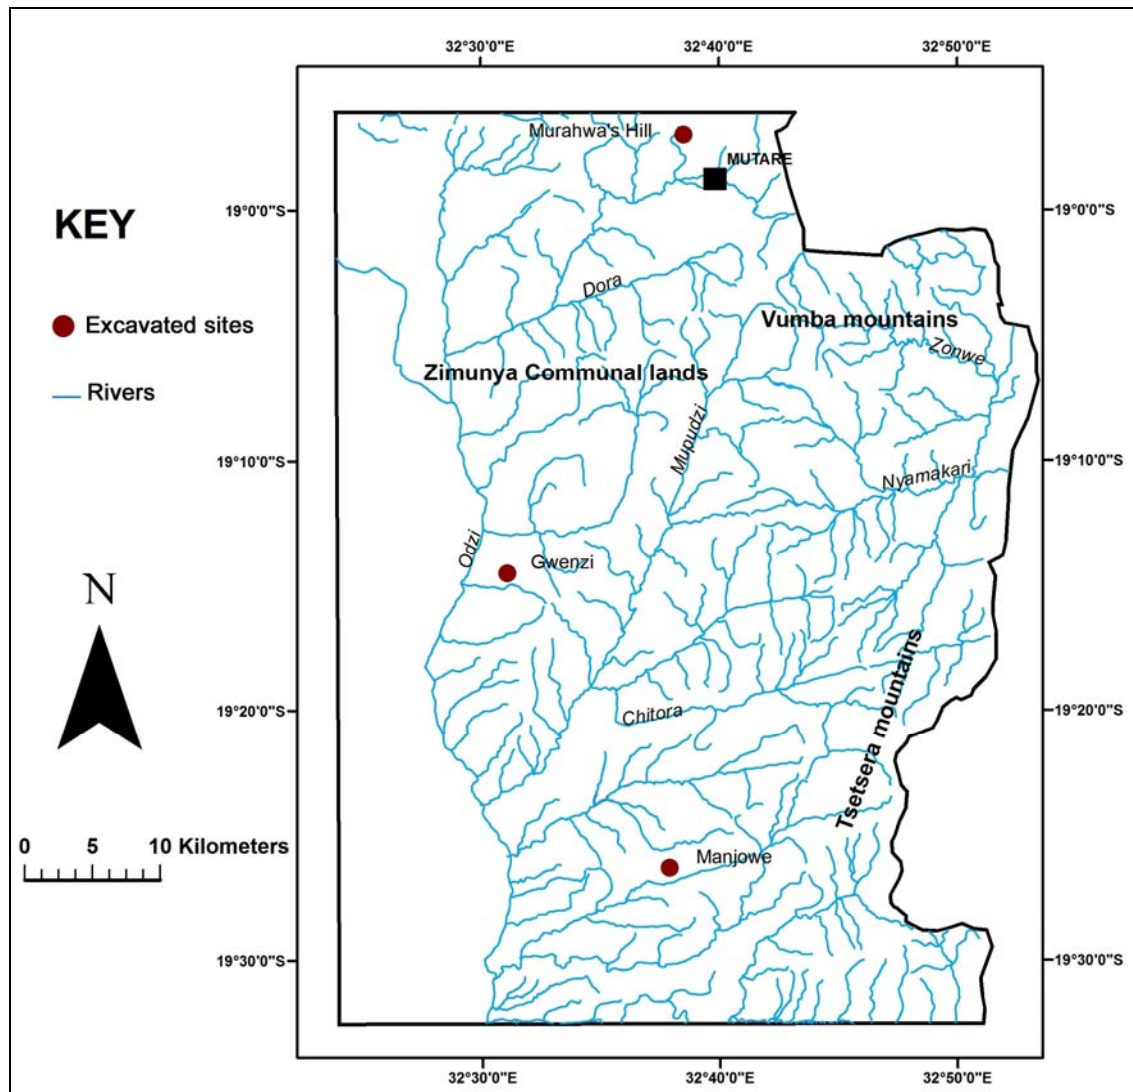 32°30'0"E 32°40'0"E 32°50'0"E
Murahwa's Hill
MUTARE
19°0'0"S 19°0'0"S
KEY
Dora
Excavated sites
Vumba mountains
Zonwe
Zimunya Communal lands
Rivers
Mupudzi
19°10'0"S 19°10'0"S
Nyamakari
Odzi
Gwenzi
N
Tsetsera mountains
19°20'0"S 19°20'0"S
Chitora
0 5 10 Kilometers
Manjowe
19°30'0"S 19°30'0"S
32°30'0"E 32°40'0"E 32°50'0"E